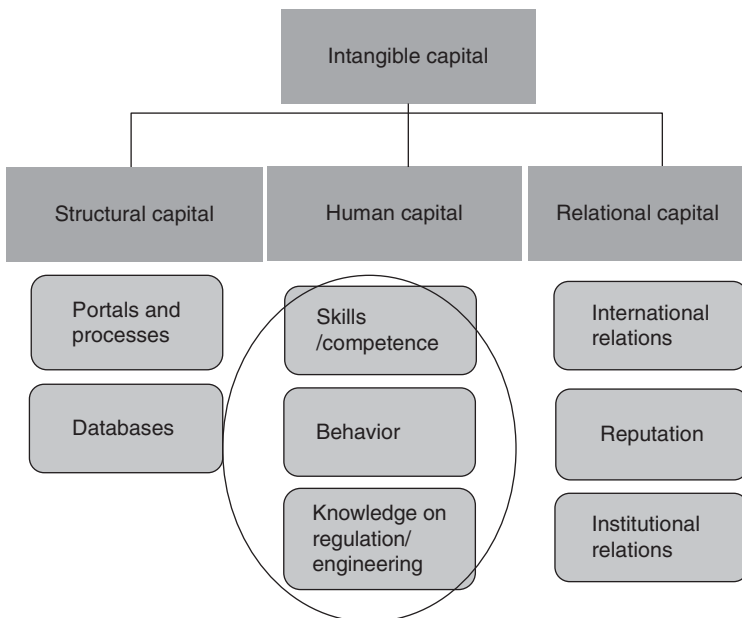 Intangible capital
Structural capital
Human capital
Relational capital
Portals and
processes
Databases
Skills
/competence
Behavior
Knowledge on
regulation/
engineering
International
relations
Reputation
Institutional
relations